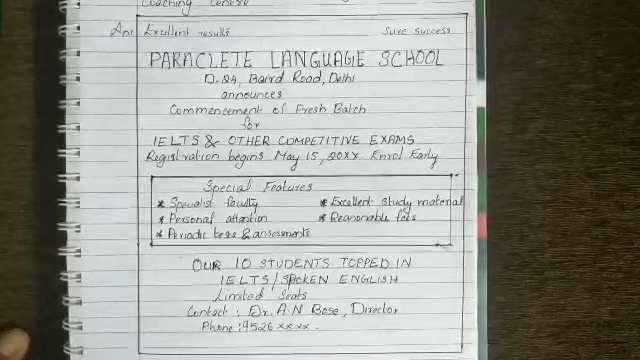 Coaching Centre
Ans. Excellent results Sure success
PARACLETE LANGUAGE SCHOOL
D.24, Baird Road, Delhi
announces
Commencement of Fresh Batch
for
IELTS & OTHER COMPETITIVE EXAMS
Registration begins May 15, 20XX. Enrol Early
Special Features
* Specialist faculty * Excellent study material
* Personal attention * Reasonable fees
* Periodic tests & assessments
OUR 10 STUDENTS TOPPED IN
IELTS/SPOKEN ENGLISH
Limited Seats
Contact : Dr. A.N Bose, Director
Phone : 9526 xxxx.